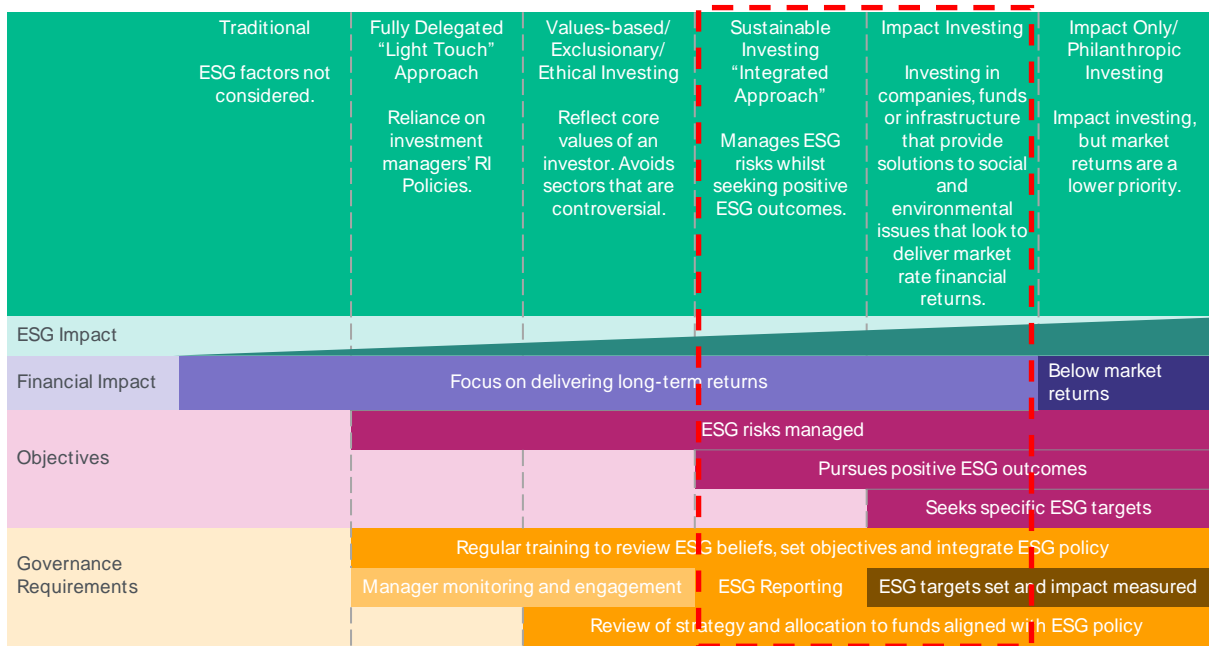 Traditional
ESG factors not
considered.
Fully Delegated
“Light Touch”
Approach
Reliance on
investment
managers’ RI
Policies.
Values-based/
Exclusionary/
Ethical Investing
Reflect core
values of an
investor. Avoids
sectors that are
controversial.
Sustainable
Investing
“Integrated
Approach”
Manages ESG
risks whilst
seeking positive
ESG outcomes.
Impact Investing
Investing in
companies, funds
or infrastructure
that provide
solutions to social
and
environmental
issues that look to
deliver market
rate financial
returns.
Impact Only/
Philanthropic
Investing
Impact investing,
but market
returns are a
lower priority.
ESG Impact
Financial Impact
Focus on delivering long-term returns
Below market
returns
Objectives
ESG risks managed
Pursues positive ESG outcomes
Seeks specific ESG targets
Governance
Requirements
Regular training to review ESG beliefs, set objectives and integrate ESG policy
Manager monitoring and engagement
ESG Reporting
ESG targets set and impact measured
Review of strategy and allocation to funds aligned with ESG policy